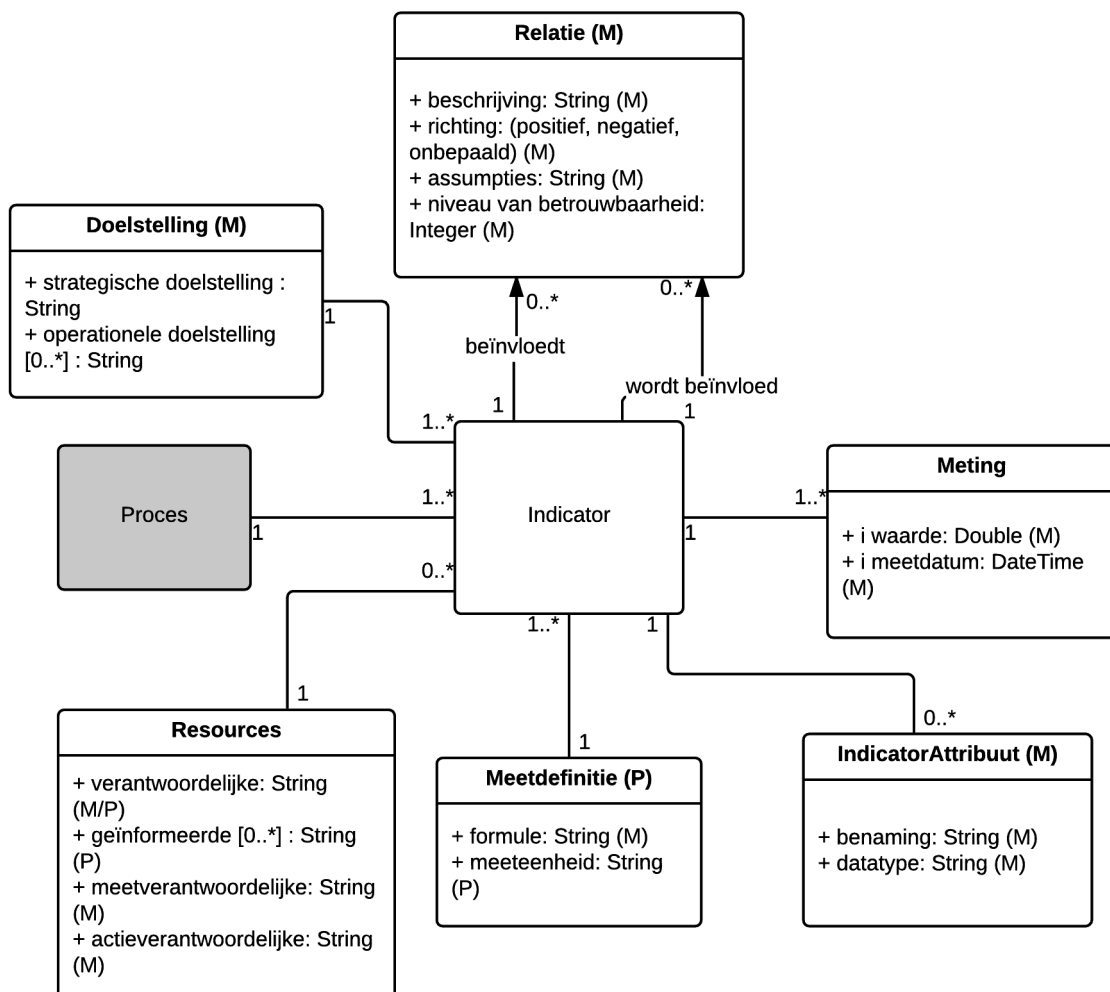 Relatie (M)
+ beschrijving: String (M)
+ richting: (positief, negatief,
onbepaald) (M)
+ assumpties: String (M)
+ niveau van betrouwbaarheid:
Integer (M)
Doelstelling (M)
+ strategische doelstelling :
String
+ operationele doelstelling
[0..*] : String
1
0..*
0..*
beïnvloedt
wordt beïnvloed
1
1
1..*
Proces
1
1..*
Indicator
1
1..*
Meting
+ i waarde: Double (M)
+ i meetdatum: DateTime
(M)
0..*
1..*
1
1
1
0..*
Resources
+ verantwoordelijke: String
(M/P)
+ geïnformeerde [0..*] : String
(P)
+ meetverantwoordelijke: String
(M)
+ actieverantwoordelijke: String
(M)
Meetdefinitie (P)
+ formule: String (M)
+ meeteenheid: String
(P)
IndicatorAttribuut (M)
+ benaming: String (M)
+ datatype: String (M)